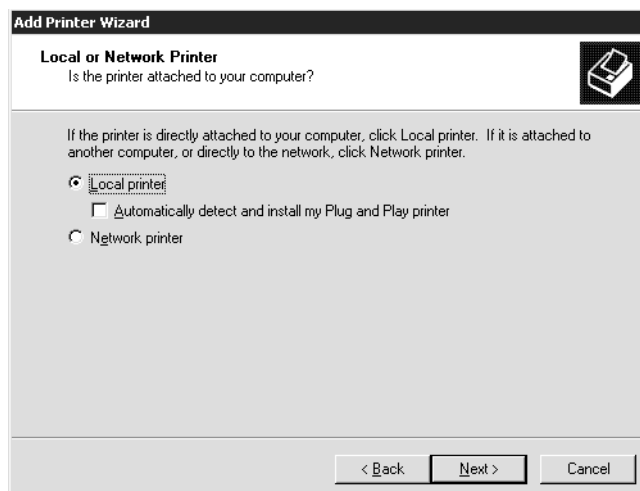 Add Printer Wizard
Local or Network Printer
Is the printer attached to your computer?
If the printer is directly attached to your computer, click Local printer. If it is attached to
another computer, or directly to the network, click Network printer.
Local printer
Automatically detect and install my Plug and Play printer
Network printer
< Back Next > Cancel